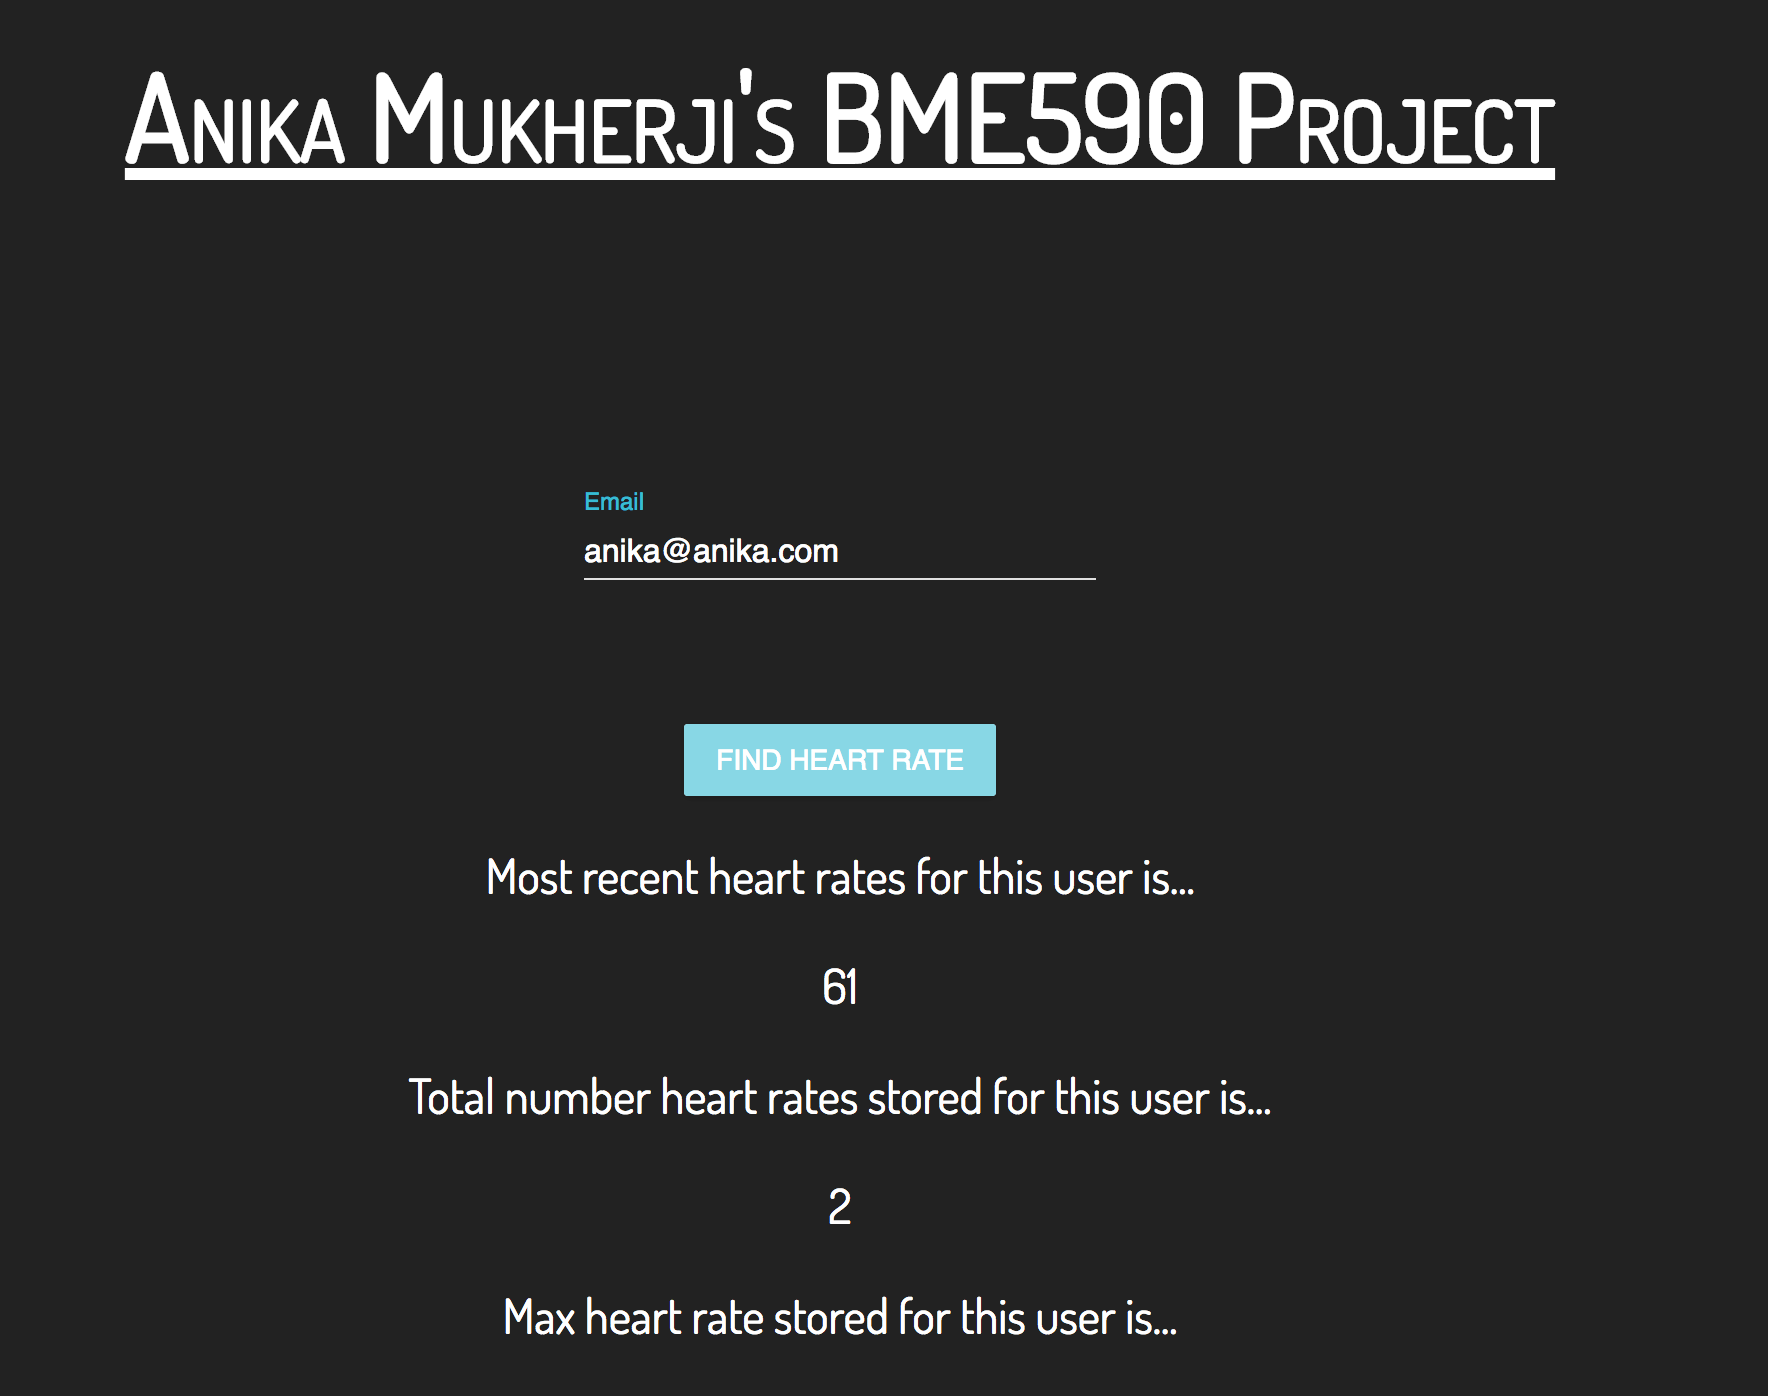 Anika Mukherji's BME590 Project
Email
anika@anika.com
FIND HEART RATE
Most recent heart rates for this user is...
61
Total number heart rates stored for this user is...
2
Max heart rate stored for this user is...